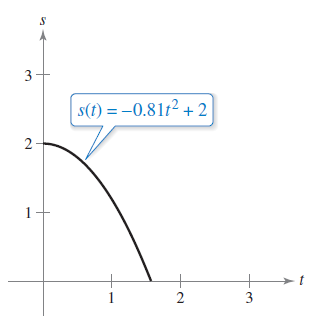 s
3
s(t) = −0.81t² + 2
2
1
t
1 2 3